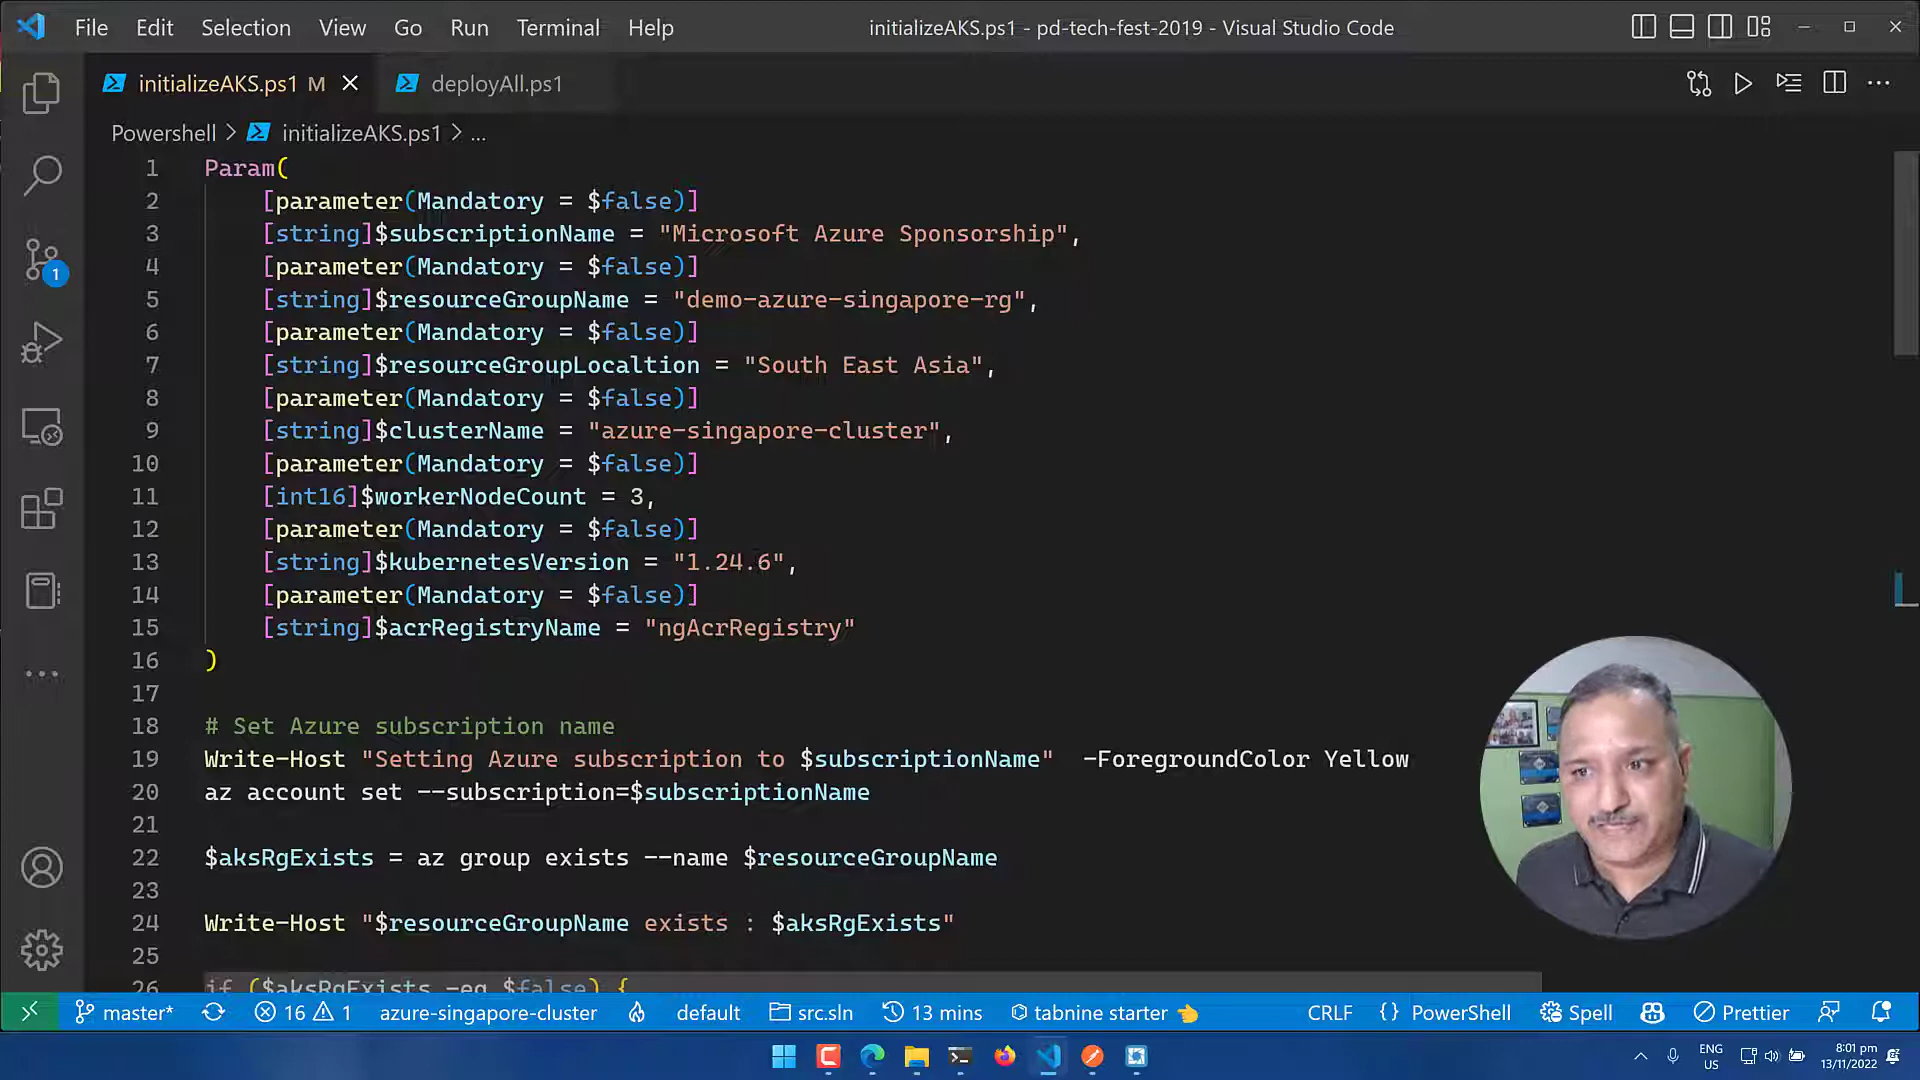 File Edit Selection View Go Run Terminal Help initializeAKS.ps1 - pd-tech-fest-2019 - Visual Studio Code
initializeAKS.ps1 M deployAll.ps1
Powershell > initializeAKS.ps1 > ...
1 Param(
2 [parameter(Mandatory = $false)]
3 [string]$subscriptionName = "Microsoft Azure Sponsorship",
4 [parameter(Mandatory = $false)]
5 [string]$resourceGroupName = "demo-azure-singapore-rg",
6 [parameter(Mandatory = $false)]
7 [string]$resourceGroupLocaltion = "South East Asia",
8 [parameter(Mandatory = $false)]
9 [string]$clusterName = "azure-singapore-cluster",
10 [parameter(Mandatory = $false)]
11 [int16]$workerNodeCount = 3,
12 [parameter(Mandatory = $false)]
13 [string]$kubernetesVersion = "1.24.6",
14 [parameter(Mandatory = $false)]
15 [string]$acrRegistryName = "ngAcrRegistry"
16 )
17
18 # Set Azure subscription name
19 Write-Host "Setting Azure subscription to $subscriptionName" -ForegroundColor Yellow
20 az account set --subscription=$subscriptionName
21
22 $aksRgExists = az group exists --name $resourceGroupName
23
24 Write-Host "$resourceGroupName exists : $aksRgExists"
25
26 if ($aksRgExists -eq $false) {
1
master* 16 1 azure-singapore-cluster default src.sln 13 mins tabnine starter CRLF {} PowerShell Spell Prettier
ENG
US
8:01 pm
13/11/2022